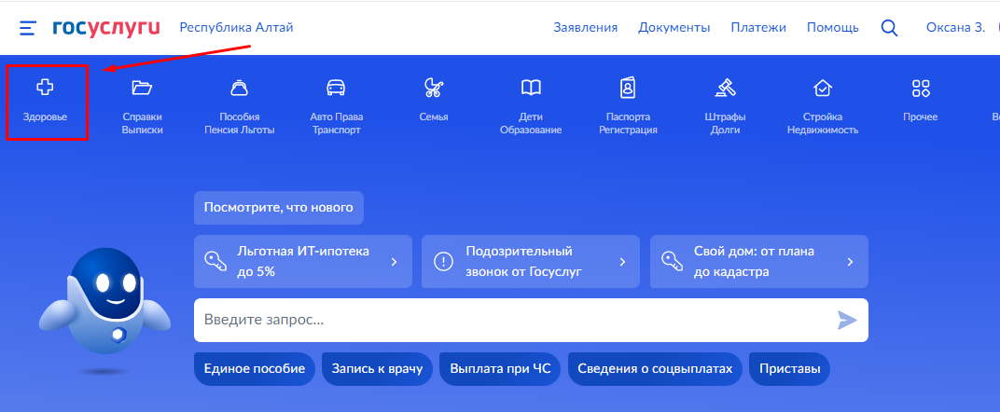 госуслуги Республика Алтай Заявления Документы Платежи Помощь Оксана З.
Здоровье
Справки
Выписки
Пособия
Пенсия Льготы
Авто Права
Транспорт
Семья
Дети
Образование
Паспорта
Регистрация
Штрафы
Долги
Стройка
Недвижимость
Прочее
Посмотрите, что нового
Льготная ИТ-ипотека
до 5%
Подозрительный
звонок от Госуслуг
Свой дом: от плана
до кадастра
Введите запрос...
Единое пособие
Запись к врачу
Выплата при ЧС
Сведения о соцвыплатах
Приставы